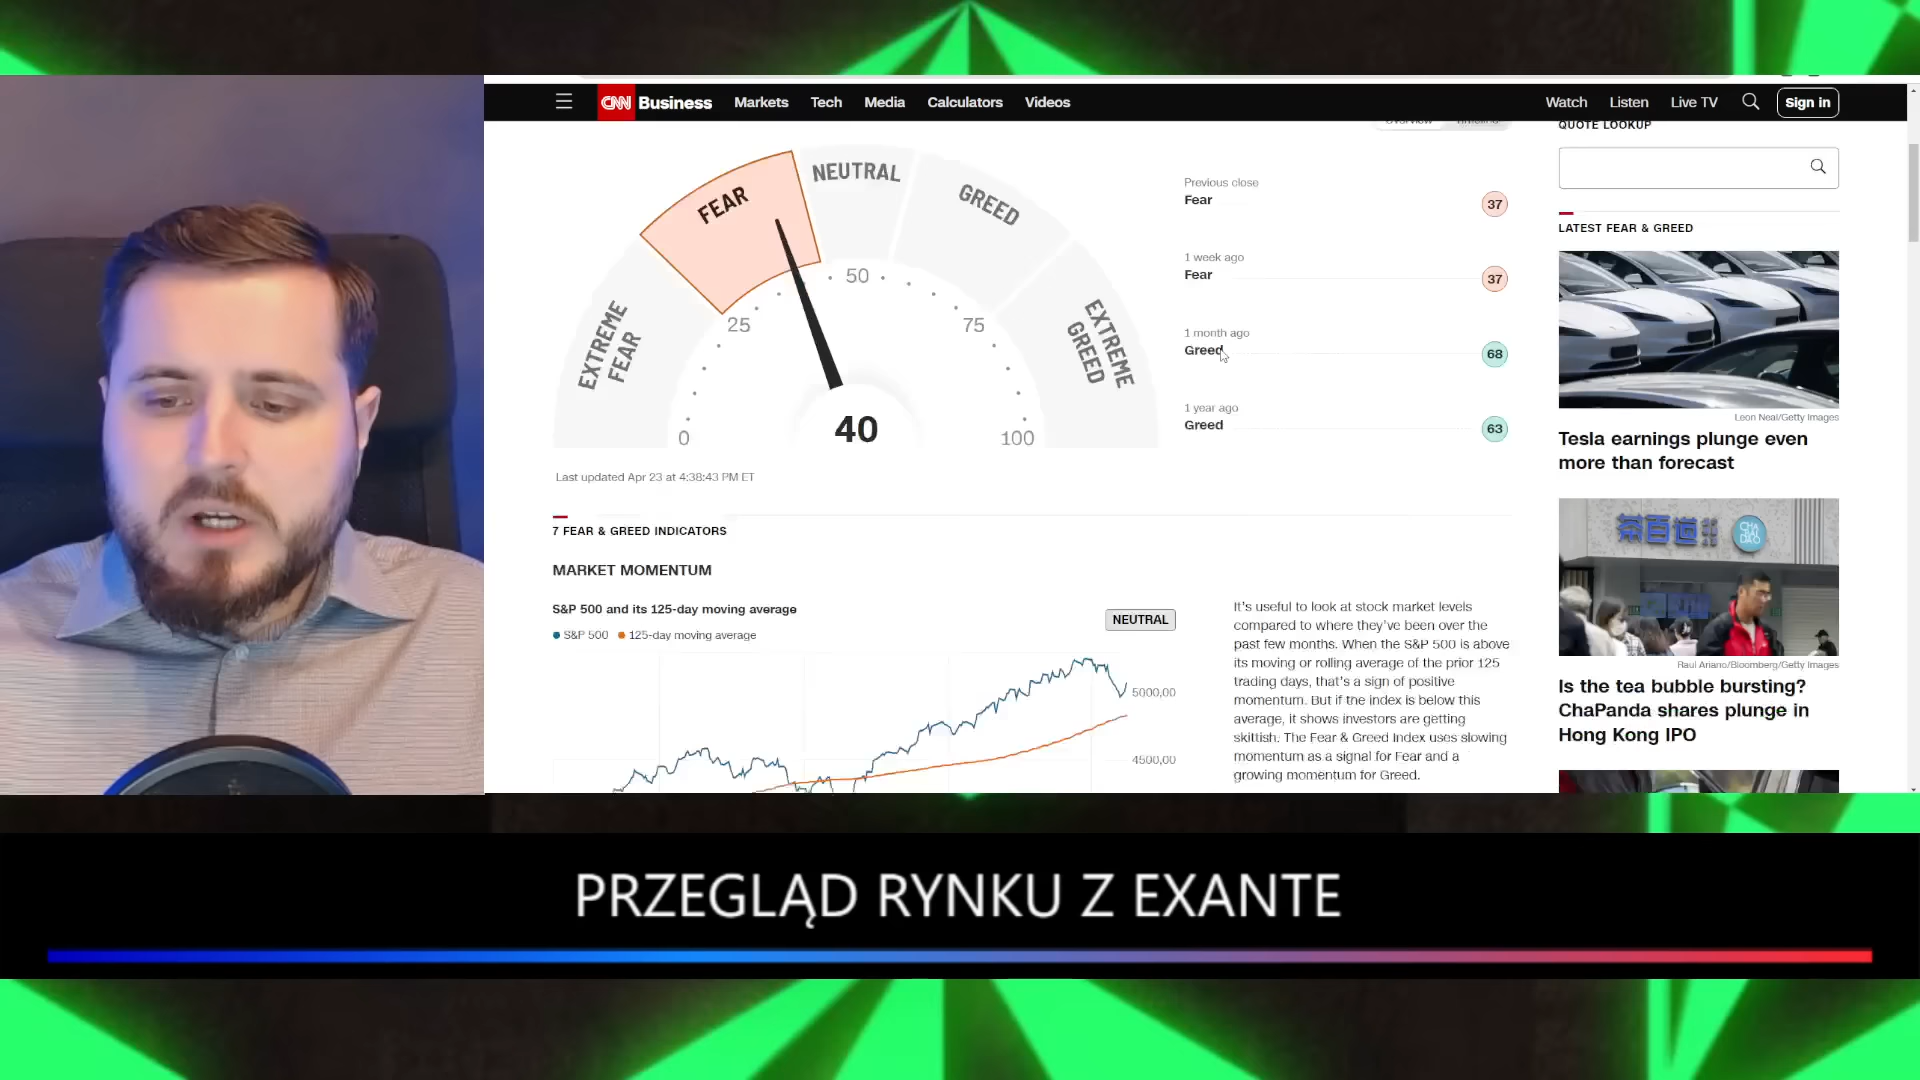 CNN Business Markets Tech Media Calculators Videos Watch Listen Live TV Sign in
QUOTE LOOKUP
EXTREME FEAR
FEAR
NEUTRAL
GREED
EXTREME GREED
0
25
50
75
100
40
Last updated Apr 23 at 4:38:43 PM ET
Previous close
Fear 37
1 week ago
Fear 37
1 month ago
Greed 68
1 year ago
Greed 63
7 FEAR & GREED INDICATORS
MARKET MOMENTUM
S&P 500 and its 125-day moving average
NEUTRAL
S&P 500 125-day moving average
5000,00
4500,00
It's useful to look at stock market levels
compared to where they've been over the
past few months. When the S&P 500 is above
its moving or rolling average of the prior 125
trading days, that's a sign of positive
momentum. But if the index is below this
average, it shows investors are getting
skittish. The Fear & Greed Index uses slowing
momentum as a signal for Fear and a
growing momentum for Greed.
LATEST FEAR & GREED
Leon Neal/Getty Images
Tesla earnings plunge even
more than forecast
茶百道
CHA
BAI
DAO
Raul Ariano/Bloomberg/Getty Images
Is the tea bubble bursting?
ChaPanda shares plunge in
Hong Kong IPO
PRZEGLĄD RYNKU Z EXANTE